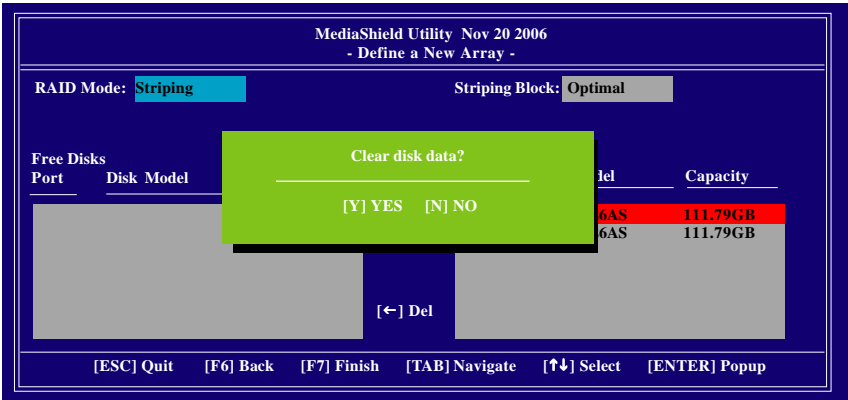 MediaShield Utility Nov 20 2006
- Define a New Array -
RAID Mode: Striping Striping Block: Optimal
Clear disk data?
[Y] YES [N] NO
Free Disks
Port Disk Model Capacity
111.79GB
6AS 111.79GB
[←] Del
[ESC] Quit [F6] Back [F7] Finish [TAB] Navigate [↑↓] Select [ENTER] Popup